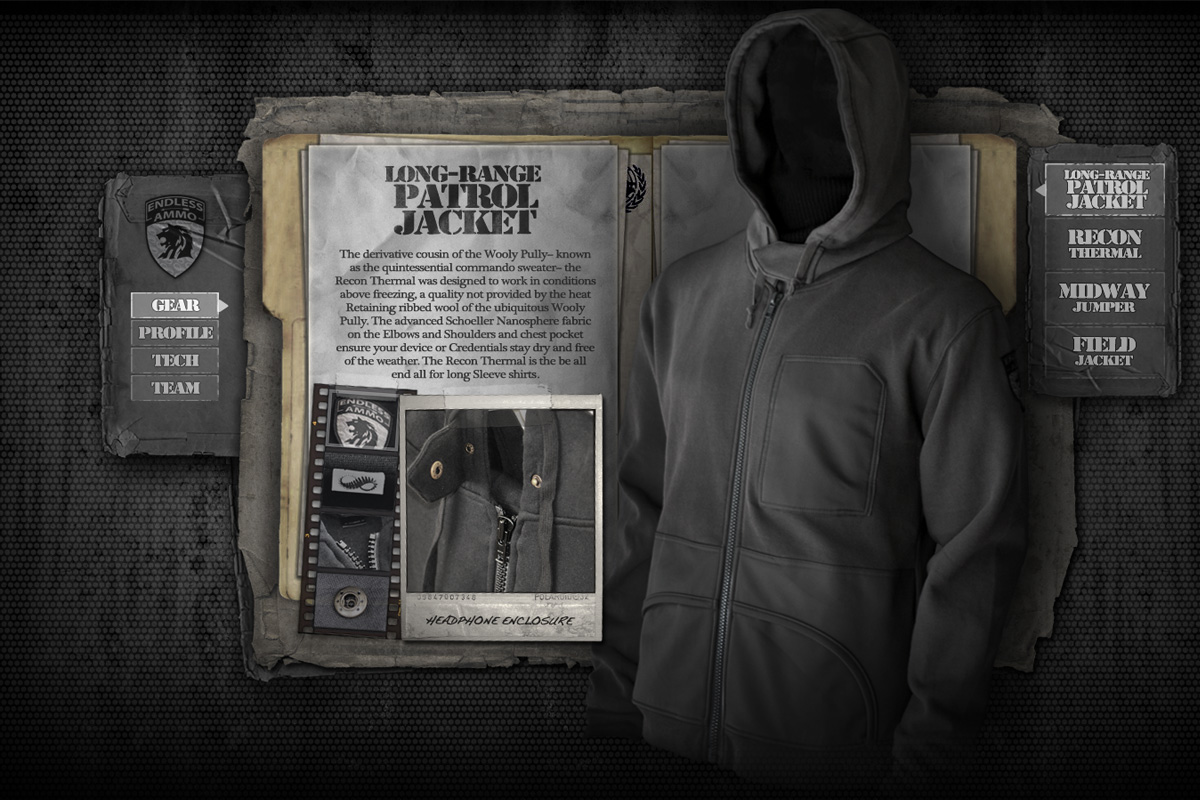 ENDLESS
AMMO
GEAR
PROFILE
TECH
TEAM
LONG-RANGE
PATROL
JACKET
The derivative cousin of the Wooly Pully– known
as the quintessential commando sweater– the
Recon Thermal was designed to work in conditions
above freezing, a quality not provided by the heat
Retaining ribbed wool of the ubiquitous Wooly
Pully. The advanced Schoeller Nanosphere fabric
on the Elbows and Shoulders and chest pocket
ensure your device or Credentials stay dry and free
of the weather. The Recon Thermal is the be all
end all for long Sleeve shirts.
ENDLESS
AMMO
HEADPHONE ENCLOSURE
LONG-RANGE
PATROL
JACKET
RECON
THERMAL
MIDWAY
JUMPER
FIELD
JACKET